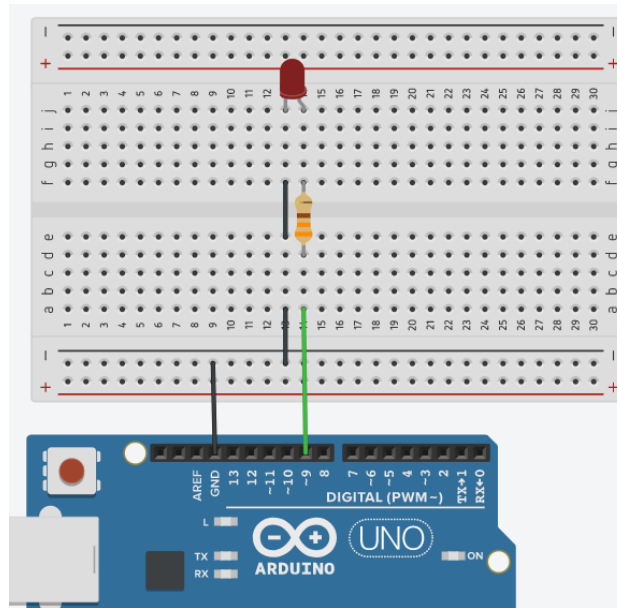 - -
+ +
1 2 3 4 5 6 7 8 9 10 11 12 13 14 15 16 17 18 19 20 21 22 23 24 25 26 27 28 29 30
j j
i i
h h
g g
f f
e e
d d
c c
b b
a a
1 2 3 4 5 6 7 8 9 10 11 12 13 14 15 16 17 18 19 20 21 22 23 24 25 26 27 28 29 30
- -
+ +
AREF GND 13 12 ~11 ~10 ~9 8 7 ~6 ~5 4 ~3 2 TX→1 RX←0
DIGITAL (PWM~)
L
TX
RX
ARDUINO
UNO
ON